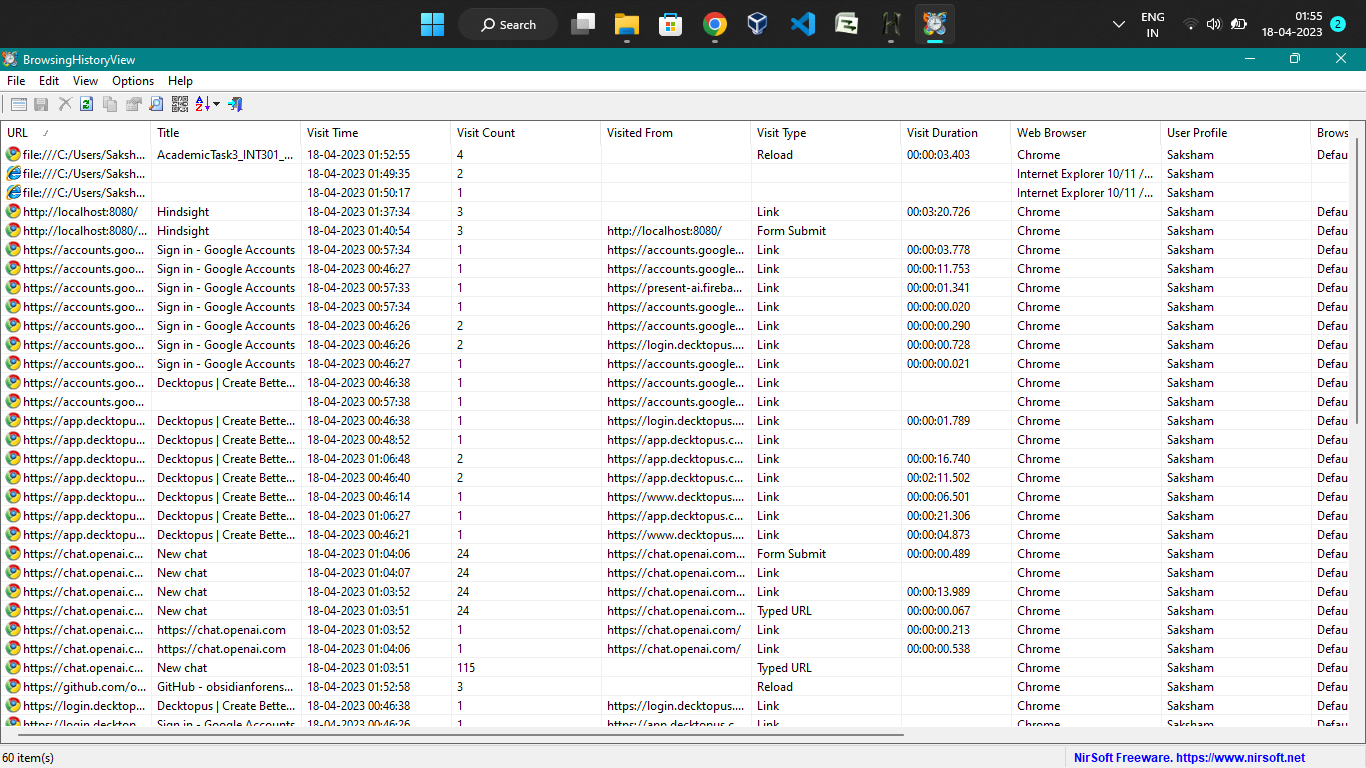 Search
ENG
IN
01:55
18-04-2023
2
BrowsingHistoryView
File Edit View Options Help
URL Title Visit Time Visit Count Visited From Visit Type Visit Duration Web Browser User Profile Brows
file:///C:/Users/Saksh... AcademicTask3_INT301_... 18-04-2023 01:52:55 4 Reload 00:00:03.403 Chrome Saksham Defau
file:///C:/Users/Saksh... 18-04-2023 01:49:35 2 Internet Explorer 10/11 /... Saksham
file:///C:/Users/Saksh... 18-04-2023 01:50:17 1 Internet Explorer 10/11 /... Saksham
http://localhost:8080/ Hindsight 18-04-2023 01:37:34 3 Link 00:03:20.726 Chrome Saksham Defau
http://localhost:8080/... Hindsight 18-04-2023 01:40:54 3 http://localhost:8080/ Form Submit Chrome Saksham Defau
https://accounts.goo... Sign in - Google Accounts 18-04-2023 00:57:34 1 https://accounts.google... Link 00:00:03.778 Chrome Saksham Defau
https://accounts.goo... Sign in - Google Accounts 18-04-2023 00:46:27 1 https://accounts.google... Link 00:00:11.753 Chrome Saksham Defau
https://accounts.goo... Sign in - Google Accounts 18-04-2023 00:57:33 1 https://present-ai.fireba... Link 00:00:01.341 Chrome Saksham Defau
https://accounts.goo... Sign in - Google Accounts 18-04-2023 00:57:34 1 https://accounts.google... Link 00:00:00.020 Chrome Saksham Defau
https://accounts.goo... Sign in - Google Accounts 18-04-2023 00:46:26 2 https://accounts.google... Link 00:00:00.290 Chrome Saksham Defau
https://accounts.goo... Sign in - Google Accounts 18-04-2023 00:46:26 2 https://login.decktopus.... Link 00:00:00.728 Chrome Saksham Defau
https://accounts.goo... Sign in - Google Accounts 18-04-2023 00:46:27 1 https://accounts.google... Link 00:00:00.021 Chrome Saksham Defau
https://accounts.goo... Decktopus | Create Bette... 18-04-2023 00:46:38 1 https://accounts.google... Link Chrome Saksham Defau
https://accounts.goo... 18-04-2023 00:57:38 1 https://accounts.google... Link Chrome Saksham Defau
https://app.decktopu... Decktopus | Create Bette... 18-04-2023 00:46:38 1 https://login.decktopus.... Link 00:00:01.789 Chrome Saksham Defau
https://app.decktopu... Decktopus | Create Bette... 18-04-2023 00:48:52 1 https://app.decktopus.c... Link Chrome Saksham Defau
https://app.decktopu... Decktopus | Create Bette... 18-04-2023 01:06:48 2 https://app.decktopus.c... Link 00:00:16.740 Chrome Saksham Defau
https://app.decktopu... Decktopus | Create Bette... 18-04-2023 00:46:40 2 https://app.decktopus.c... Link 00:02:11.502 Chrome Saksham Defau
https://app.decktopu... Decktopus | Create Bette... 18-04-2023 00:46:14 1 https://www.decktopus.... Link 00:00:06.501 Chrome Saksham Defau
https://app.decktopu... Decktopus | Create Bette... 18-04-2023 01:06:27 1 https://app.decktopus.c... Link 00:00:21.306 Chrome Saksham Defau
https://app.decktopu... Decktopus | Create Bette... 18-04-2023 00:46:21 1 https://www.decktopus.... Link 00:00:04.873 Chrome Saksham Defau
https://chat.openai.c... New chat 18-04-2023 01:04:06 24 https://chat.openai.com... Form Submit 00:00:00.489 Chrome Saksham Defau
https://chat.openai.c... New chat 18-04-2023 01:04:07 24 https://chat.openai.com... Link Chrome Saksham Defau
https://chat.openai.c... New chat 18-04-2023 01:03:52 24 https://chat.openai.com... Link 00:00:13.989 Chrome Saksham Defau
https://chat.openai.c... New chat 18-04-2023 01:03:51 24 https://chat.openai.com... Typed URL 00:00:00.067 Chrome Saksham Defau
https://chat.openai.c... https://chat.openai.com 18-04-2023 01:03:52 1 https://chat.openai.com/ Link 00:00:00.213 Chrome Saksham Defau
https://chat.openai.c... https://chat.openai.com 18-04-2023 01:04:06 1 https://chat.openai.com/ Link 00:00:00.538 Chrome Saksham Defau
https://chat.openai.c... New chat 18-04-2023 01:03:51 115 Typed URL Chrome Saksham Defau
https://github.com/o... GitHub - obsidianforens... 18-04-2023 01:52:58 3 Reload Chrome Saksham Defau
https://login.decktopu... Decktopus | Create Bette... 18-04-2023 00:46:38 1 https://login.decktopus.... Link Chrome Saksham Defau
https://login.decktop... Sign in - Google Accounts 18-04-2023 00:46:26 1 https://app.decktopus.c... Link Chrome Saksham Defau
60 item(s)
NirSoft Freeware. https://www.nirsoft.net